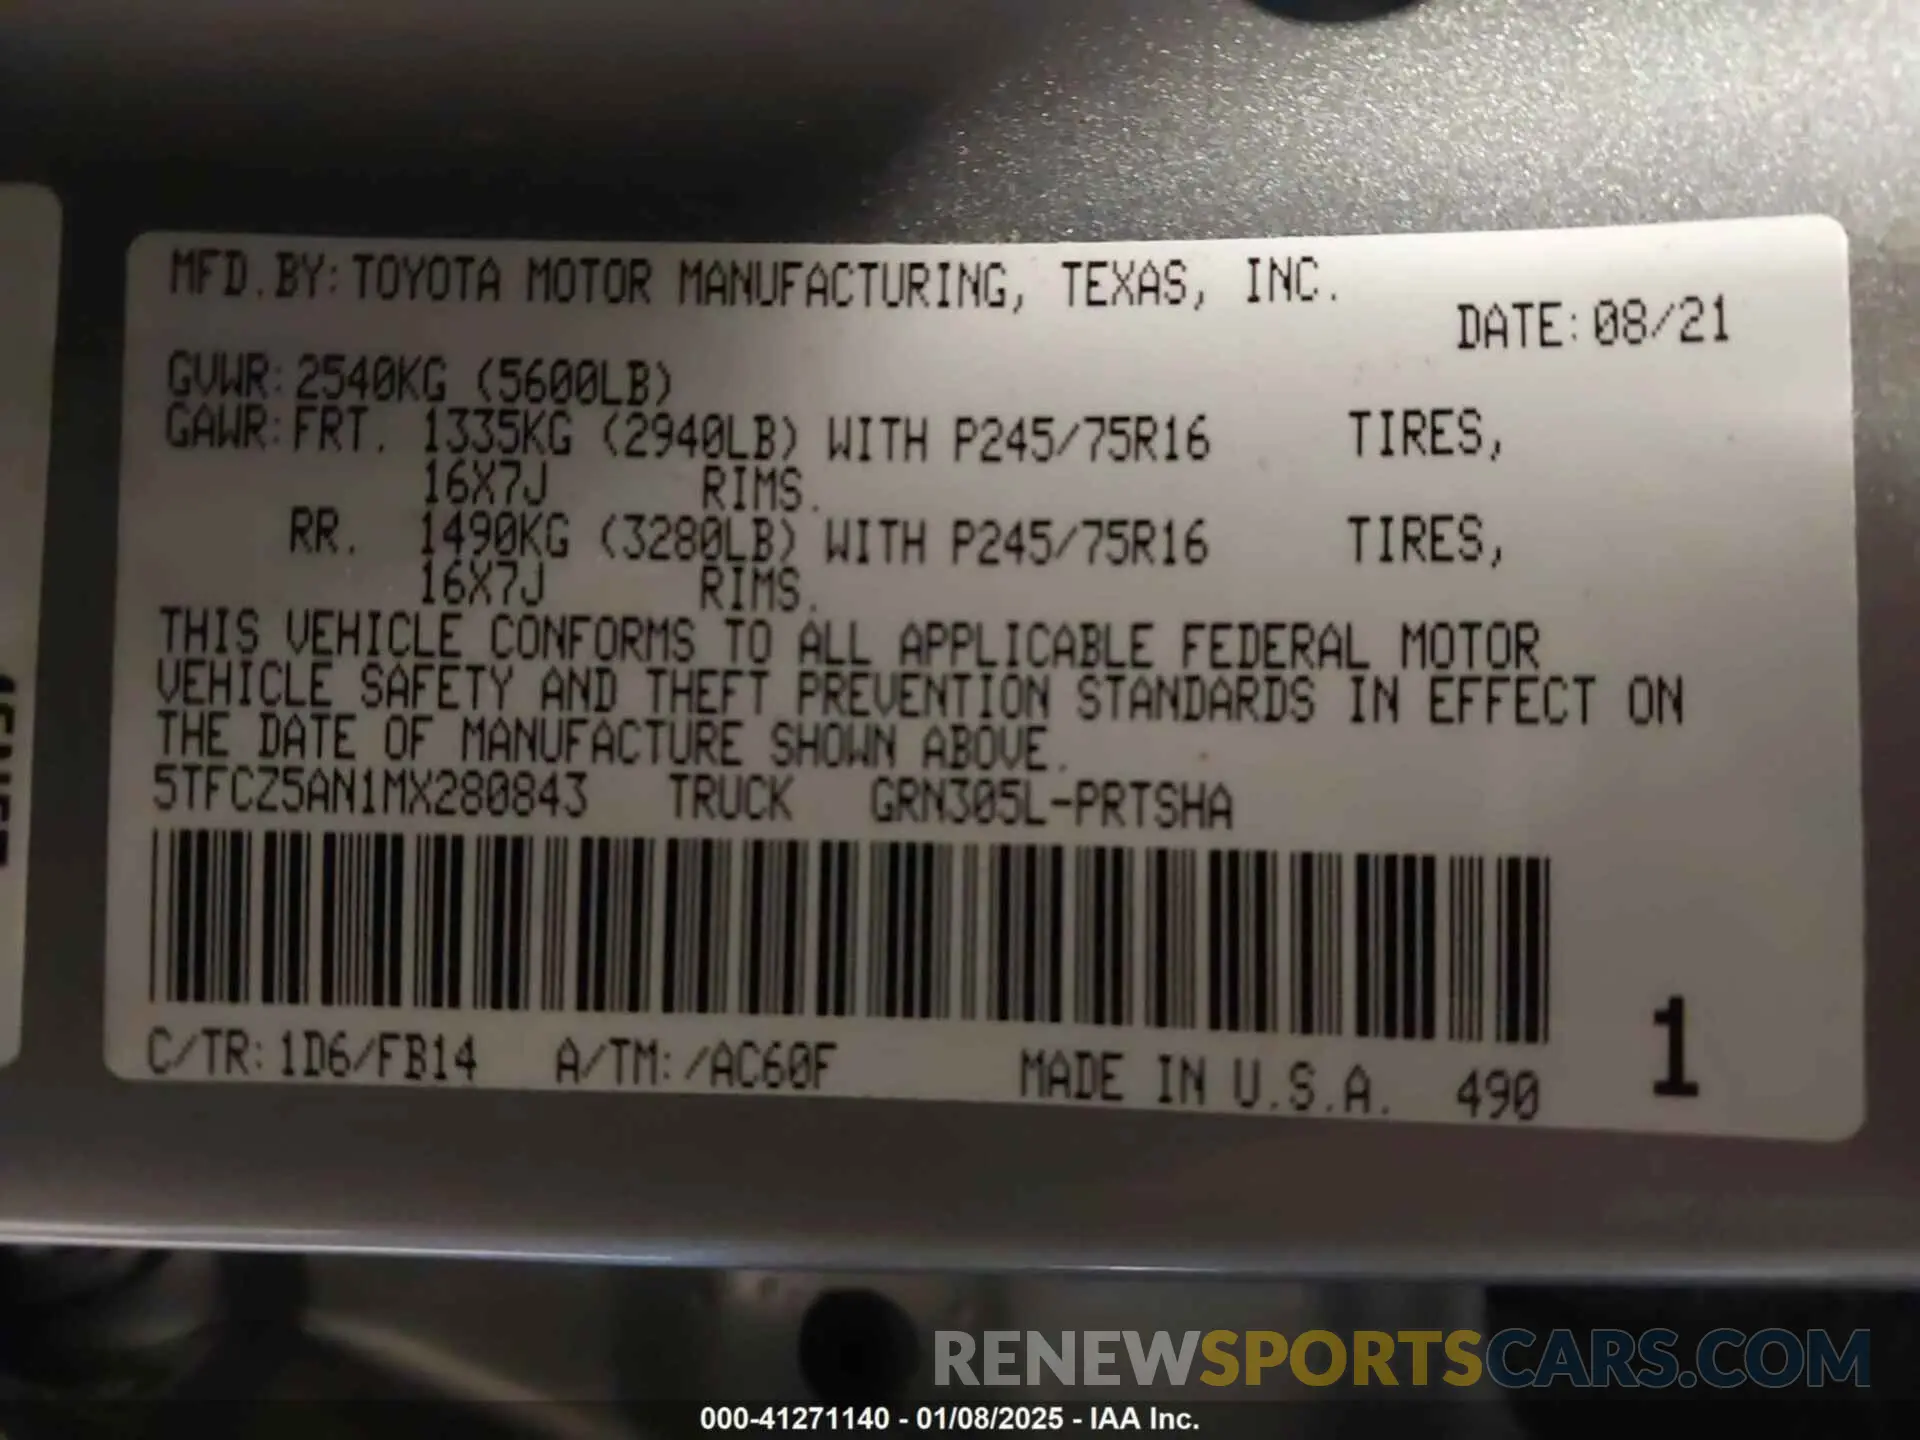 MFD.BY: TOYOTA MOTOR MANUFACTURING, TEXAS, INC.
DATE: 08/21
GVWR: 2540KG (5600LB)
GAWR: FRT. 1335KG (2940LB) WITH P245/75R16 TIRES,
16X7J RIMS.
RR. 1490KG (3280LB) WITH P245/75R16 TIRES,
16X7J RIMS.
THIS VEHICLE CONFORMS TO ALL APPLICABLE FEDERAL MOTOR
VEHICLE SAFETY AND THEFT PREVENTION STANDARDS IN EFFECT ON
THE DATE OF MANUFACTURE SHOWN ABOVE.
5TFCZ5AN1MX280843 TRUCK GRN305L-PRTSHA
C/TR: 1D6/FB14 A/TM: /AC60F MADE IN U.S.A. 490
1
RENEWSPORTSCARS.COM
000-41271140 - 01/08/2025 - IAA Inc.